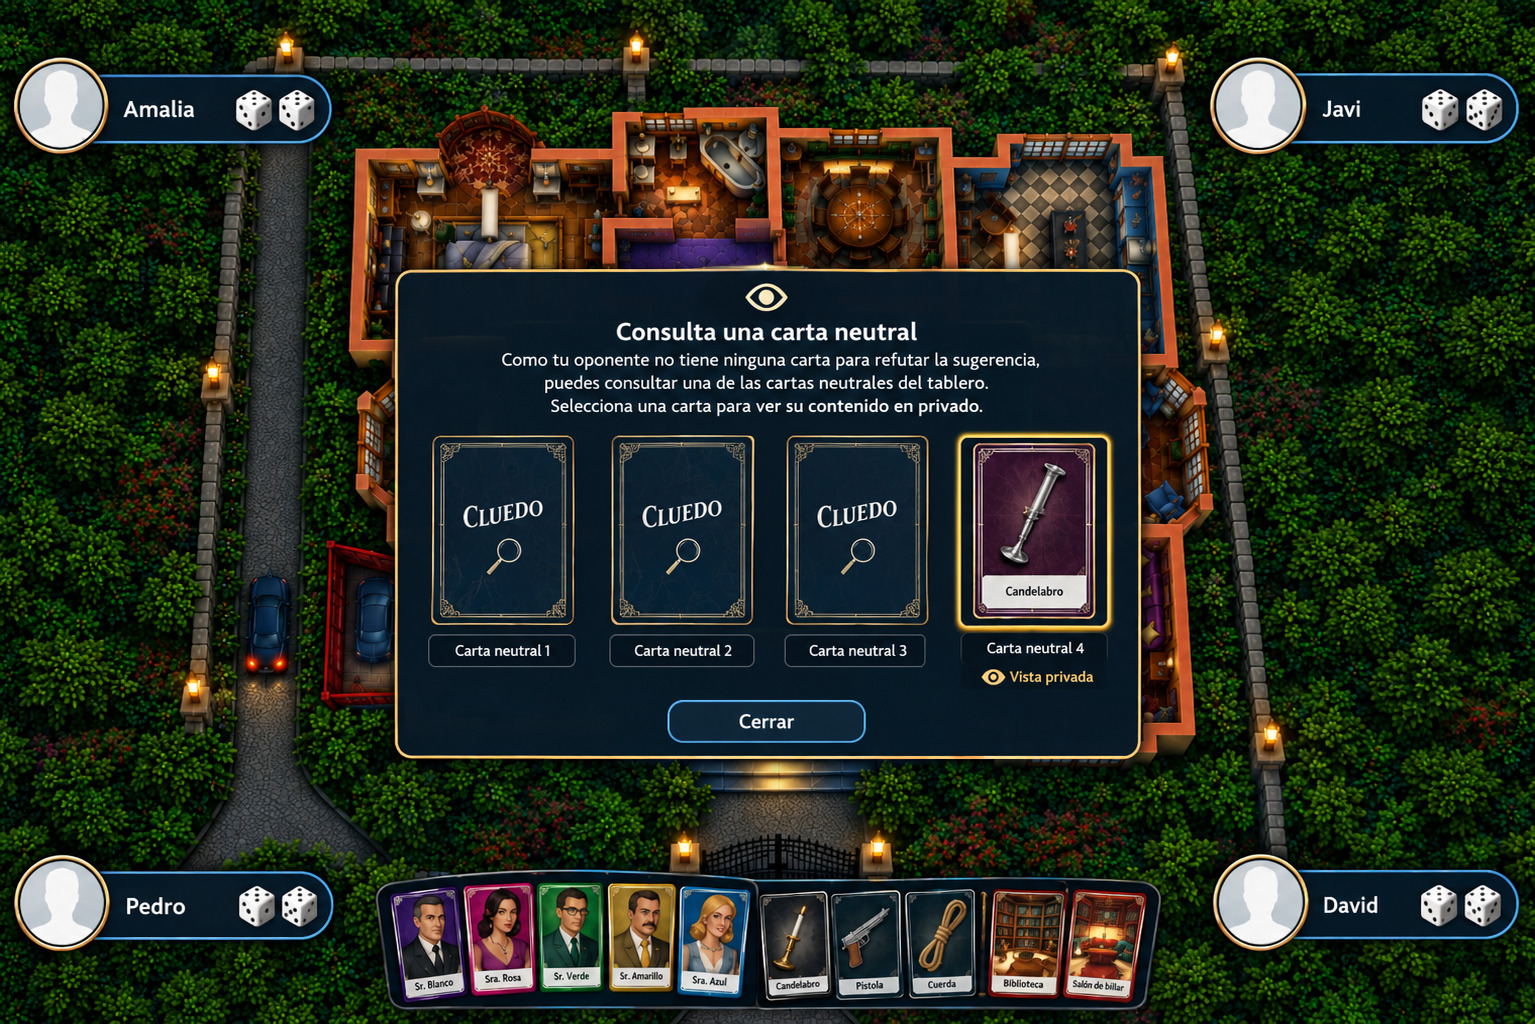 Amalia
Javi
Consulta una carta neutral
Como tu oponente no tiene ninguna carta para refutar la sugerencia,
puedes consultar una de las cartas neutrales del tablero.
Selecciona una carta para ver su contenido en privado.
CLUEDO
CLUEDO
CLUEDO
Candelabro
Carta neutral 1
Carta neutral 2
Carta neutral 3
Carta neutral 4
Vista privada
Cerrar
Pedro
David
Sr. Blanco
Sra. Rosa
Sr. Verde
Sr. Amarillo
Sra. Azul
Candelabro
Pistola
Cuerda
Biblioteca
Salón de billar